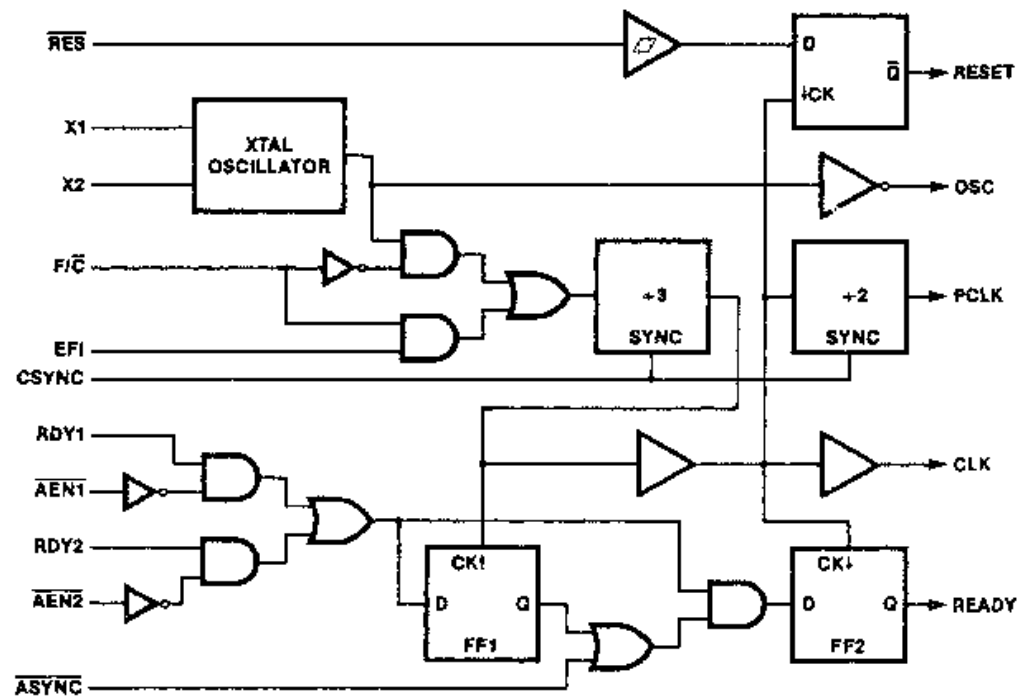 RES
D
Q
RESET
↓CK
X1
XTAL
OSCILLATOR
X2
OSC
F/C
÷3
÷2
PCLK
SYNC
SYNC
EFI
CSYNC
RDY1
AEN1
CLK
RDY2
CK↑
CK↓
AEN2
D
Q
D
Q
READY
FF1
FF2
ASYNC